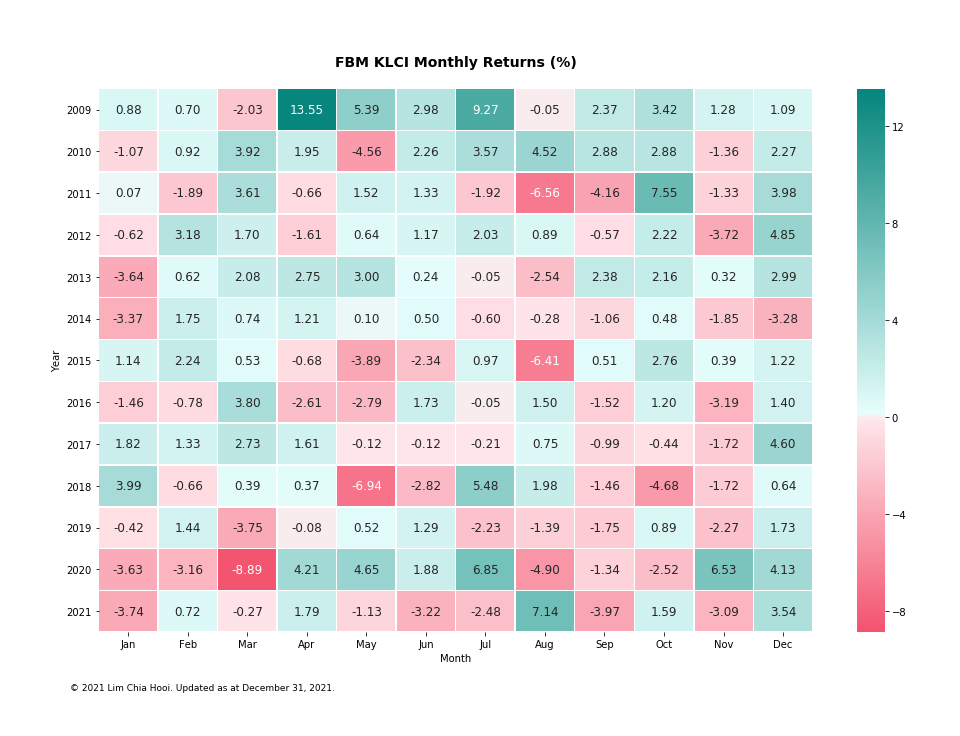 FBM KLCI Monthly Returns (%)
2009 0.88 0.70 -2.03 13.55 5.39 2.98 9.27 -0.05 2.37 3.42 1.28 1.09
2010 -1.07 0.92 3.92 1.95 -4.56 2.26 3.57 4.52 2.88 2.88 -1.36 2.27
2011 0.07 -1.89 3.61 -0.66 1.52 1.33 -1.92 -6.56 -4.16 7.55 -1.33 3.98
2012 -0.62 3.18 1.70 -1.61 0.64 1.17 2.03 0.89 -0.57 2.22 -3.72 4.85
2013 -3.64 0.62 2.08 2.75 3.00 0.24 -0.05 -2.54 2.38 2.16 0.32 2.99
2014 -3.37 1.75 0.74 1.21 0.10 0.50 -0.60 -0.28 -1.06 0.48 -1.85 -3.28
2015 1.14 2.24 0.53 -0.68 -3.89 -2.34 0.97 -6.41 0.51 2.76 0.39 1.22
2016 -1.46 -0.78 3.80 -2.61 -2.79 1.73 -0.05 1.50 -1.52 1.20 -3.19 1.40
2017 1.82 1.33 2.73 1.61 -0.12 -0.12 -0.21 0.75 -0.99 -0.44 -1.72 4.60
2018 3.99 -0.66 0.39 0.37 -6.94 -2.82 5.48 1.98 -1.46 -4.68 -1.72 0.64
2019 -0.42 1.44 -3.75 -0.08 0.52 1.29 -2.23 -1.39 -1.75 0.89 -2.27 1.73
2020 -3.63 -3.16 -8.89 4.21 4.65 1.88 6.85 -4.90 -1.34 -2.52 6.53 4.13
2021 -3.74 0.72 -0.27 1.79 -1.13 -3.22 -2.48 7.14 -3.97 1.59 -3.09 3.54
Jan Feb Mar Apr May Jun Jul Aug Sep Oct Nov Dec
Month
Year
12
8
4
0
−4
−8
© 2021 Lim Chia Hooi. Updated as at December 31, 2021.